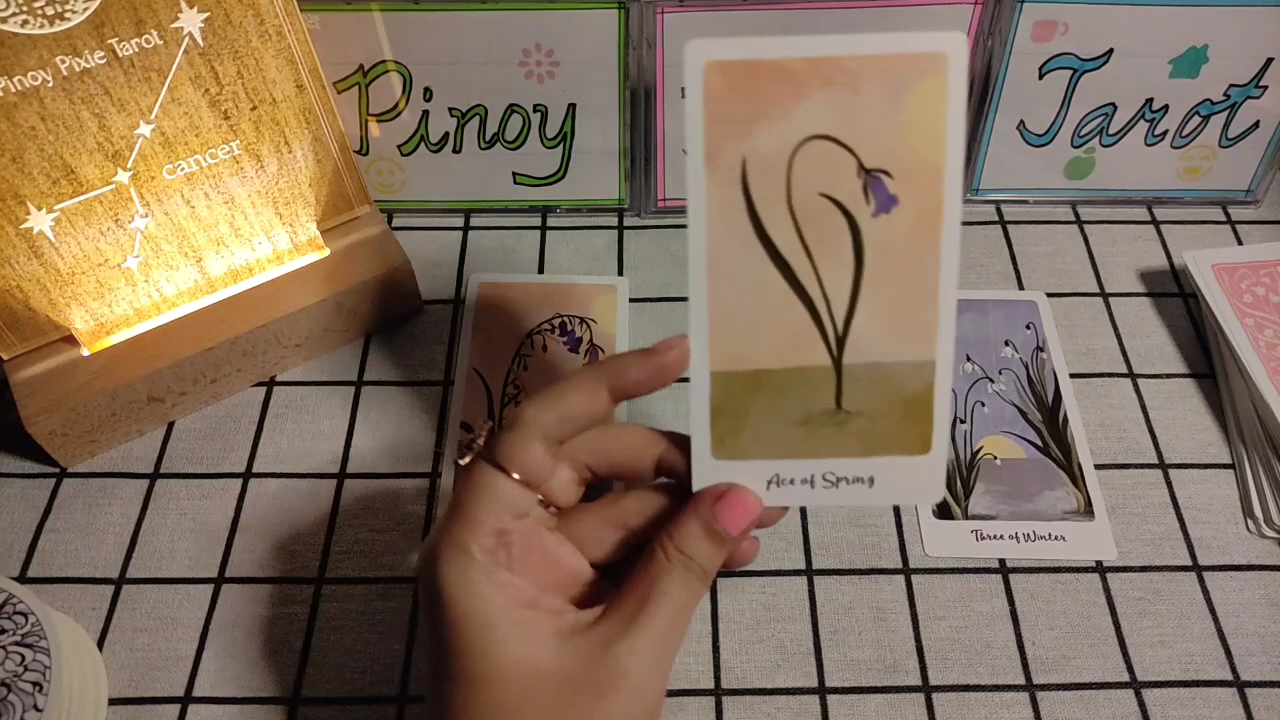 Pinoy Pixie Tarot
cancer
Pinoy
Tarot
Ace of Spring
Three of Winter